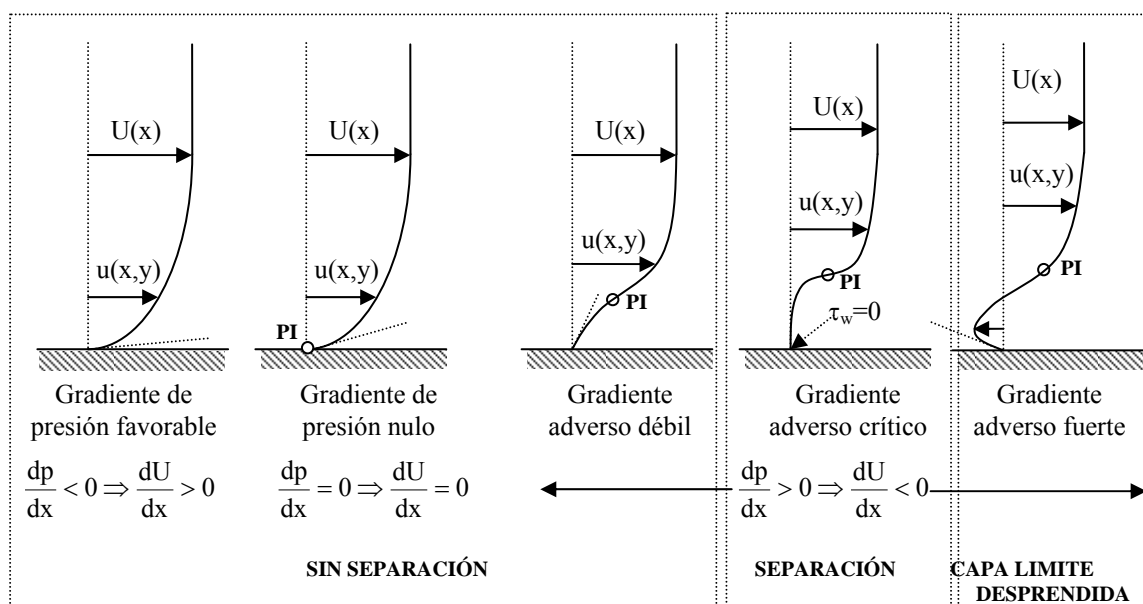 U(x)
u(x,y)
Gradiente de
presión favorable
dp/dx < 0 ⇒ dU/dx > 0
U(x)
u(x,y)
PI
Gradiente de
presión nulo
dp/dx = 0 ⇒ dU/dx = 0
U(x)
u(x,y)
PI
Gradiente
adverso débil
SIN SEPARACIÓN
U(x)
u(x,y)
PI
τw=0
Gradiente
adverso crítico
dp/dx > 0 ⇒ dU/dx < 0
SEPARACIÓN
U(x)
u(x,y)
PI
Gradiente
adverso fuerte
CAPA LIMITE
DESPRENDIDA